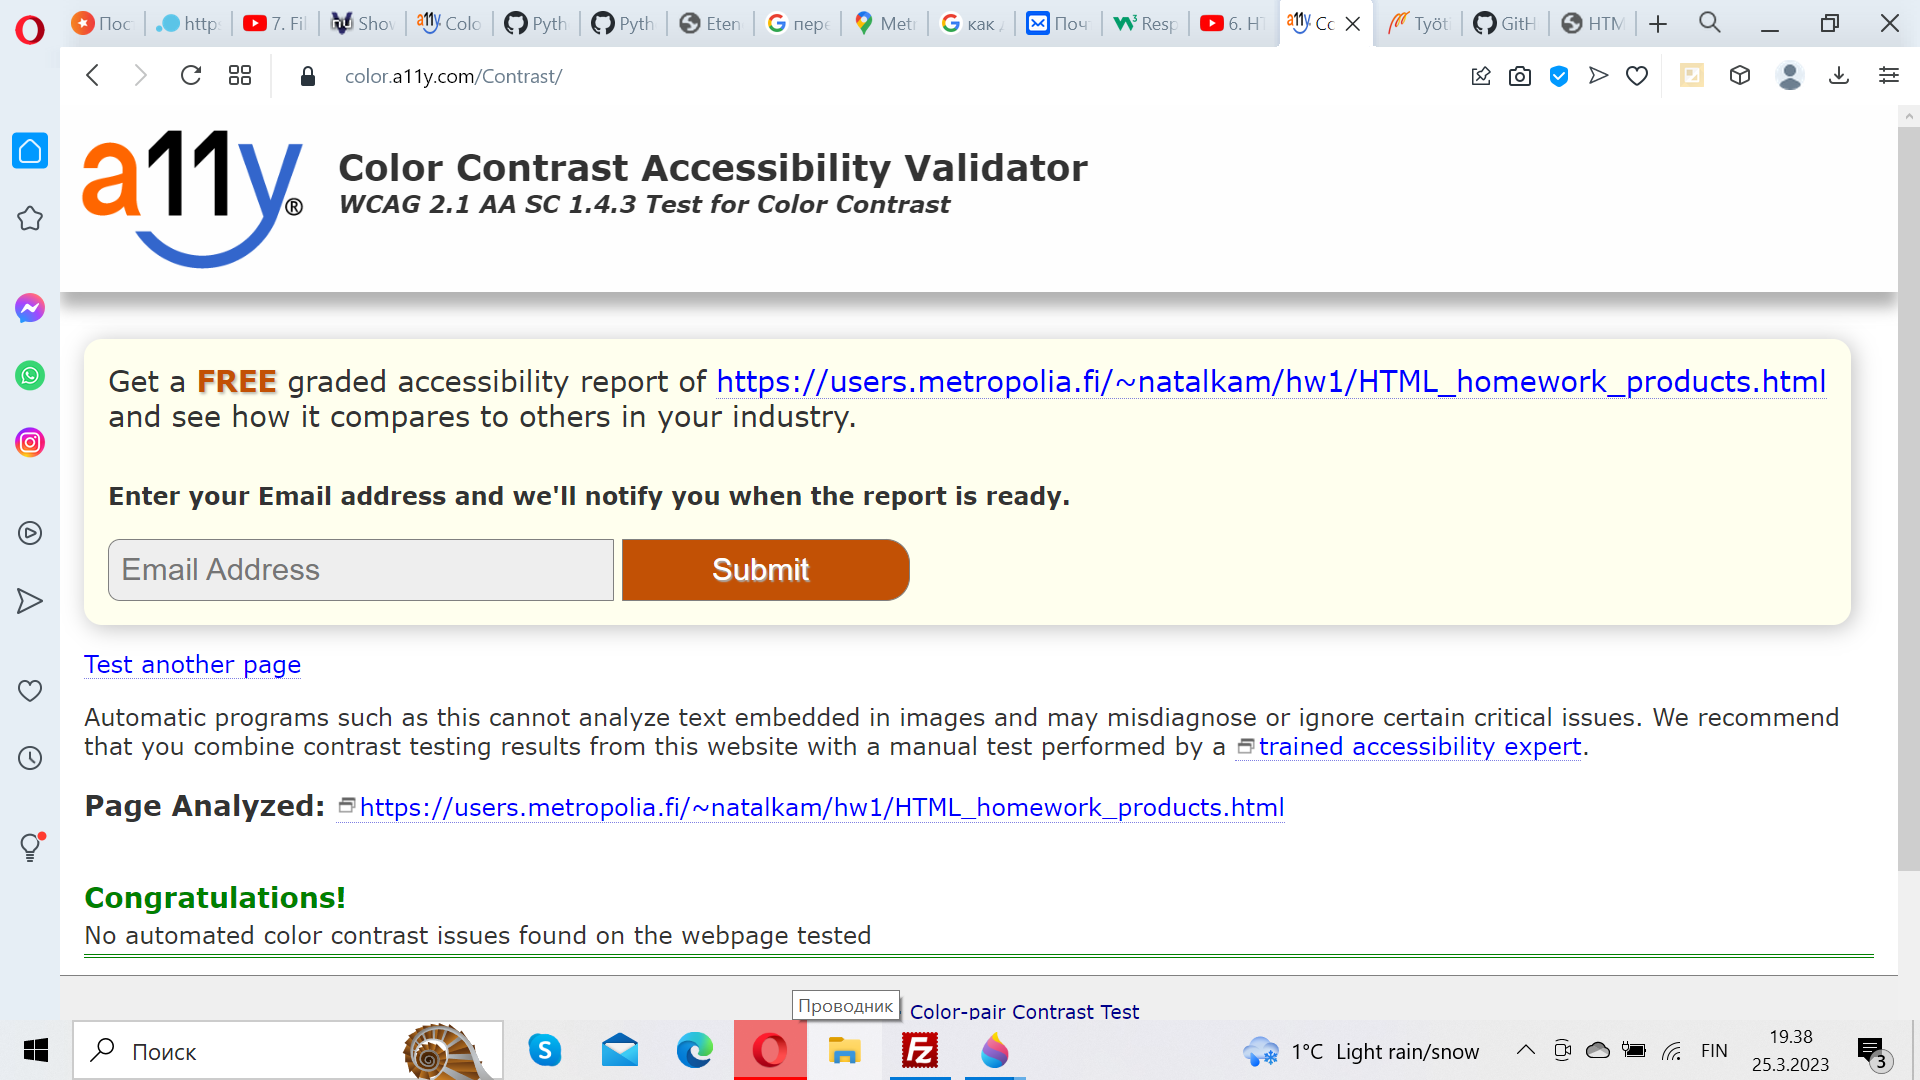 Пост
http
7. Fil
Show
Colo
Pyth
Pyth
Eten
пере
Metr
как д
Почт
Resp
6. HT
Co
Työt
GitH
HTM
color.a11y.com/Contrast/
a11y®
Color Contrast Accessibility Validator
WCAG 2.1 AA SC 1.4.3 Test for Color Contrast
Get a FREE graded accessibility report of https://users.metropolia.fi/~natalkam/hw1/HTML_homework_products.html
and see how it compares to others in your industry.
Enter your Email address and we'll notify you when the report is ready.
Email Address
Submit
Test another page
Automatic programs such as this cannot analyze text embedded in images and may misdiagnose or ignore certain critical issues. We recommend
that you combine contrast testing results from this website with a manual test performed by a trained accessibility expert.
Page Analyzed: https://users.metropolia.fi/~natalkam/hw1/HTML_homework_products.html
Congratulations!
No automated color contrast issues found on the webpage tested
Проводник
Color-pair Contrast Test
Поиск
1°C Light rain/snow
FIN
19.38
25.3.2023
3